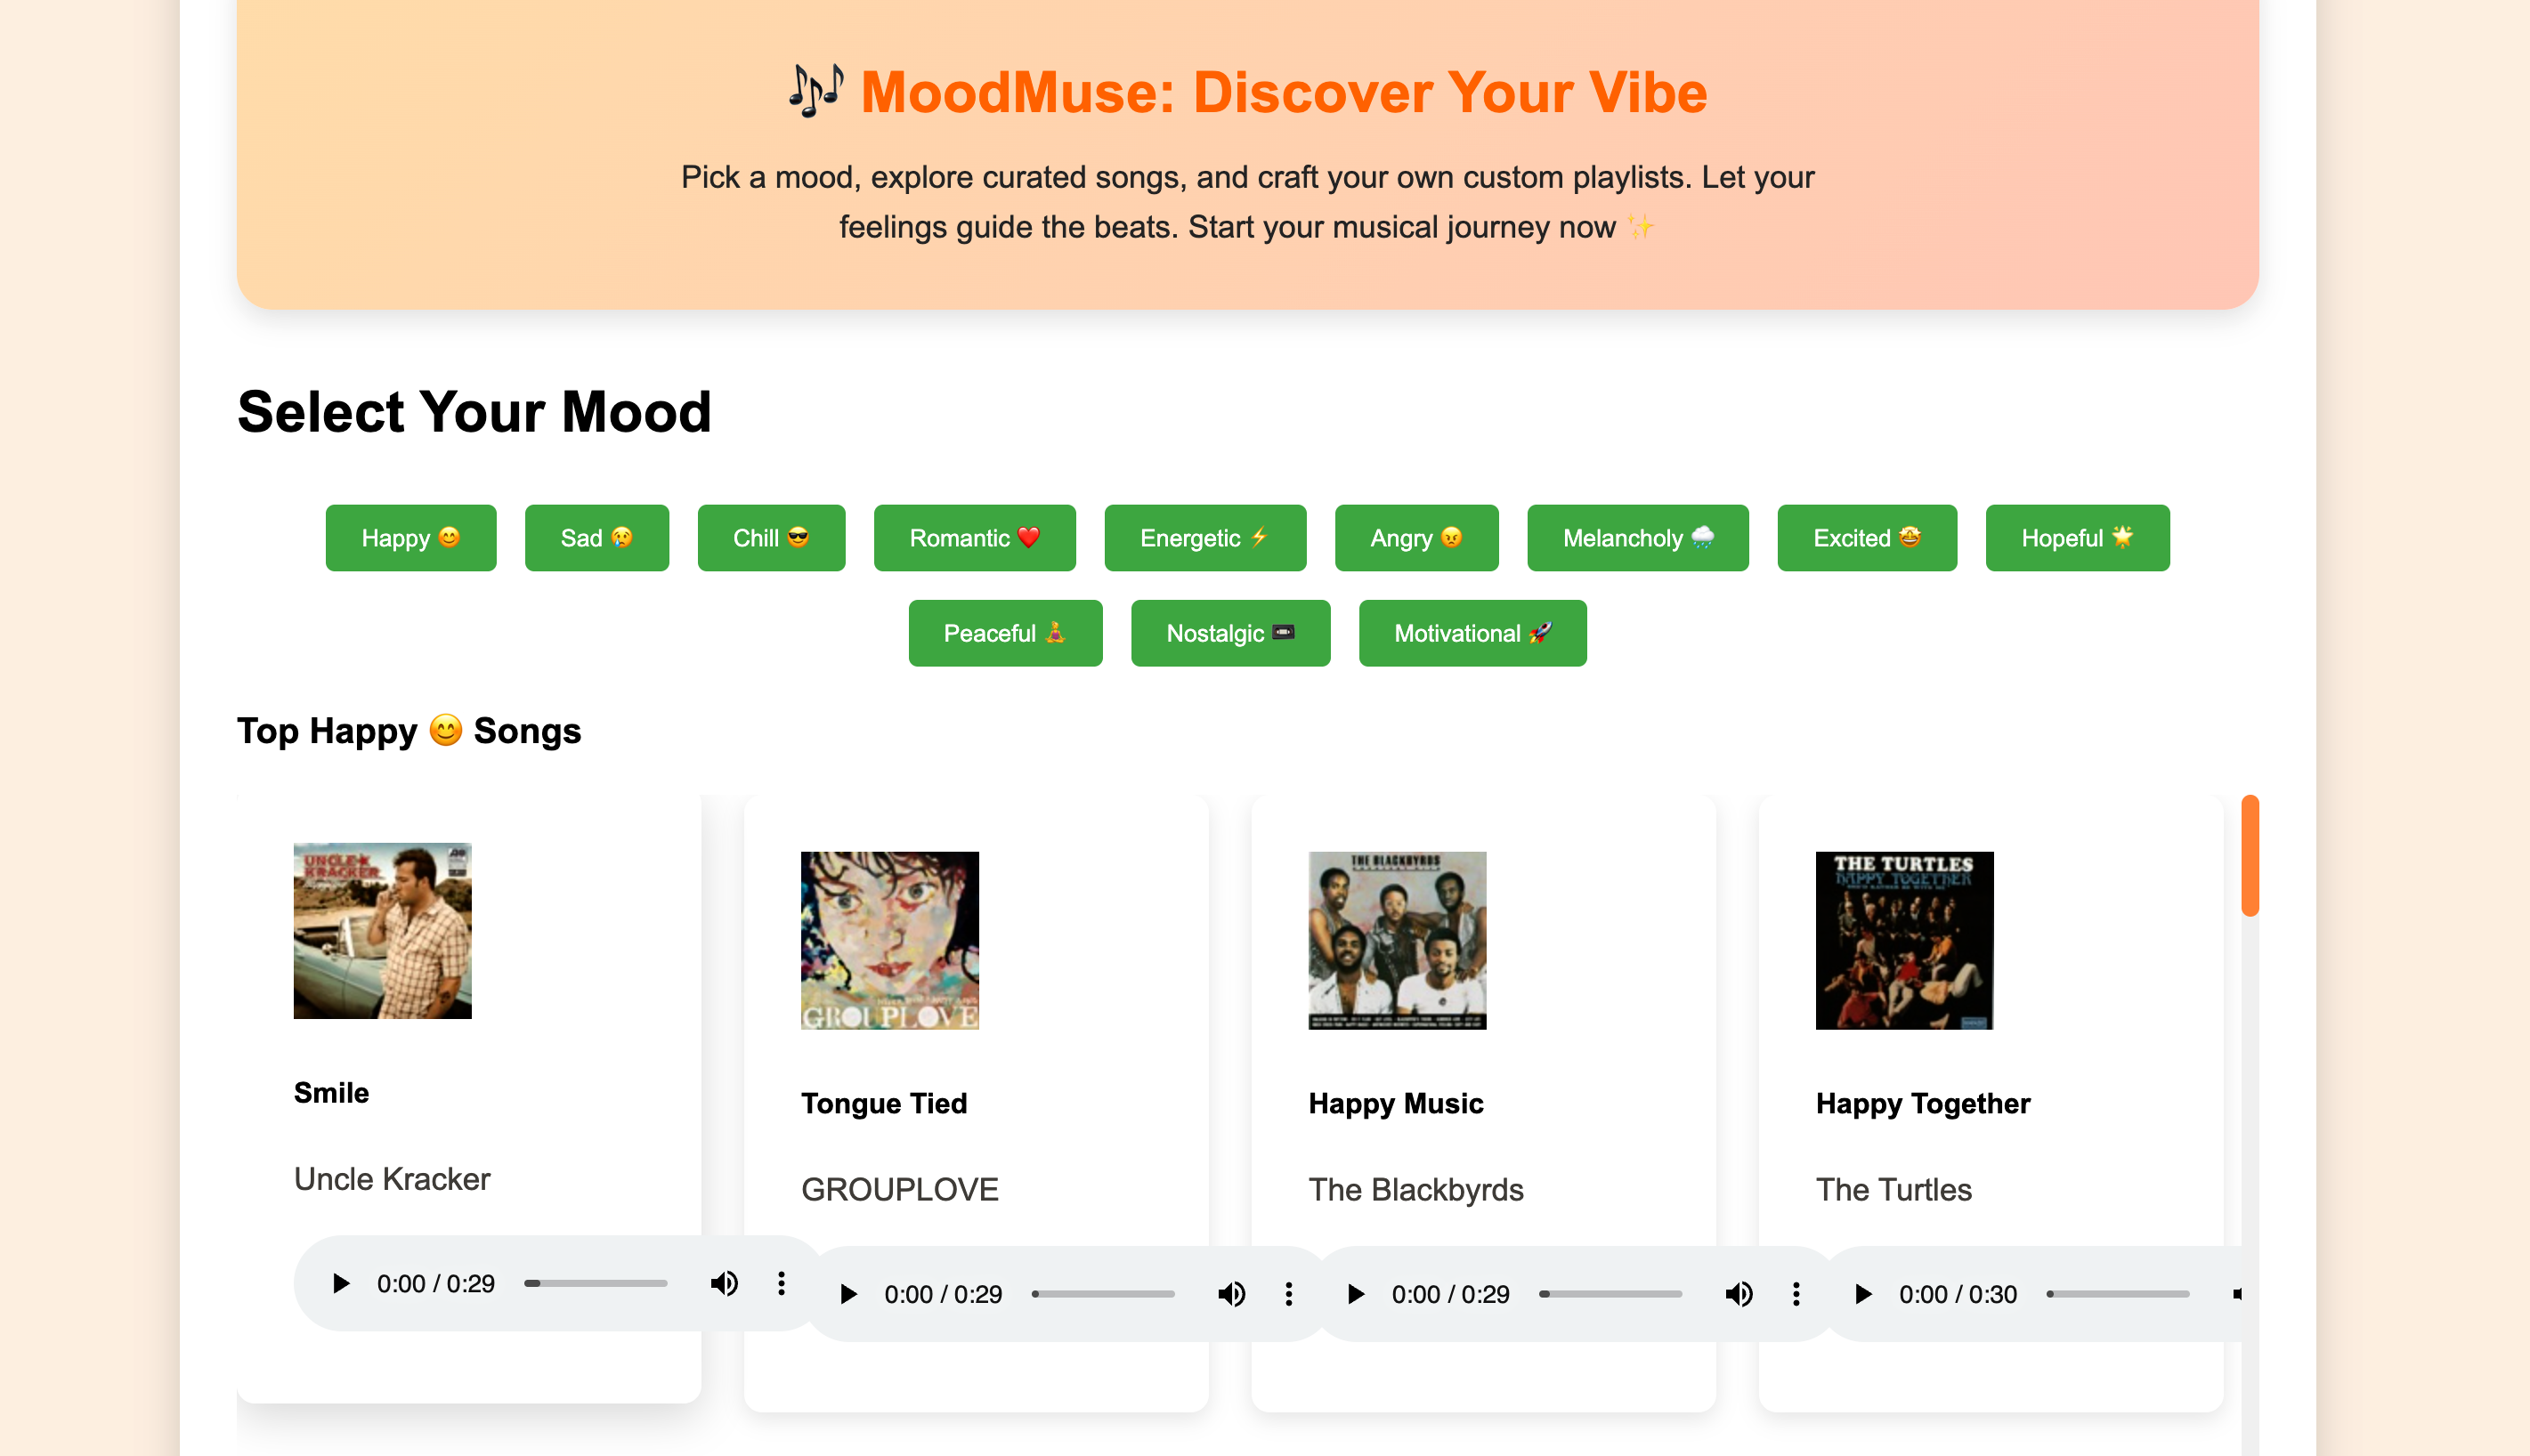 🎶 MoodMuse: Discover Your Vibe
Pick a mood, explore curated songs, and craft your own custom playlists. Let your
feelings guide the beats. Start your musical journey now ✨
Select Your Mood
Happy 😊 Sad 😢 Chill 😎 Romantic ❤️ Energetic ⚡ Angry 😠 Melancholy 🌧️ Excited 🤩 Hopeful 🌟
Peaceful 🧘 Nostalgic 📼 Motivational 🚀
Top Happy 😊 Songs
UNCLE
KRACKER
GROUPLOVE
THE BLACKBYRDS
THE TURTLES
HAPPY TOGETHER
Smile
Tongue Tied
Happy Music
Happy Together
Uncle Kracker
GROUPLOVE
The Blackbyrds
The Turtles
0:00 / 0:29
0:00 / 0:29
0:00 / 0:29
0:00 / 0:30